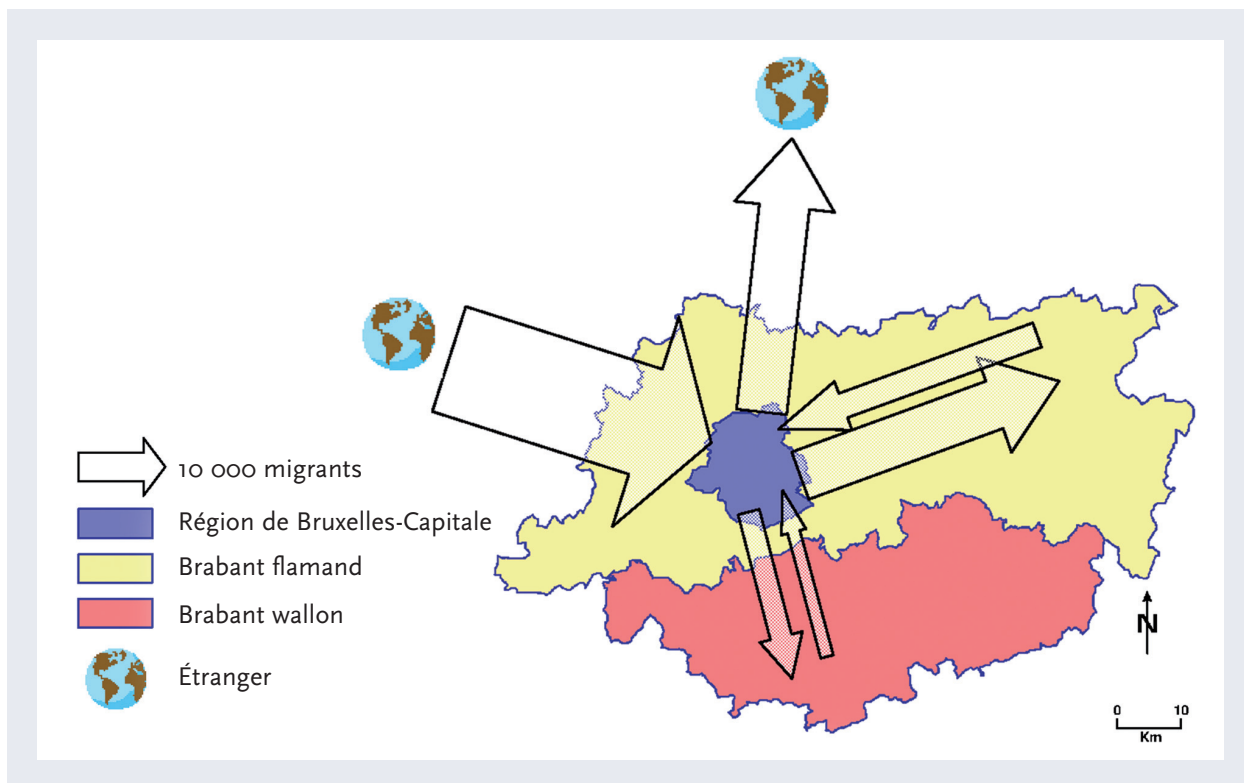 10 000 migrants
Région de Bruxelles-Capitale
Brabant flamand
Brabant wallon
Étranger
N
0 10
Km